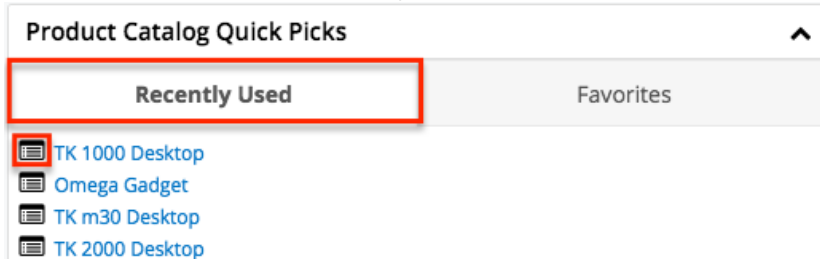 Product Catalog Quick Picks
Recently Used
Favorites
TK 1000 Desktop
Omega Gadget
TK m30 Desktop
TK 2000 Desktop